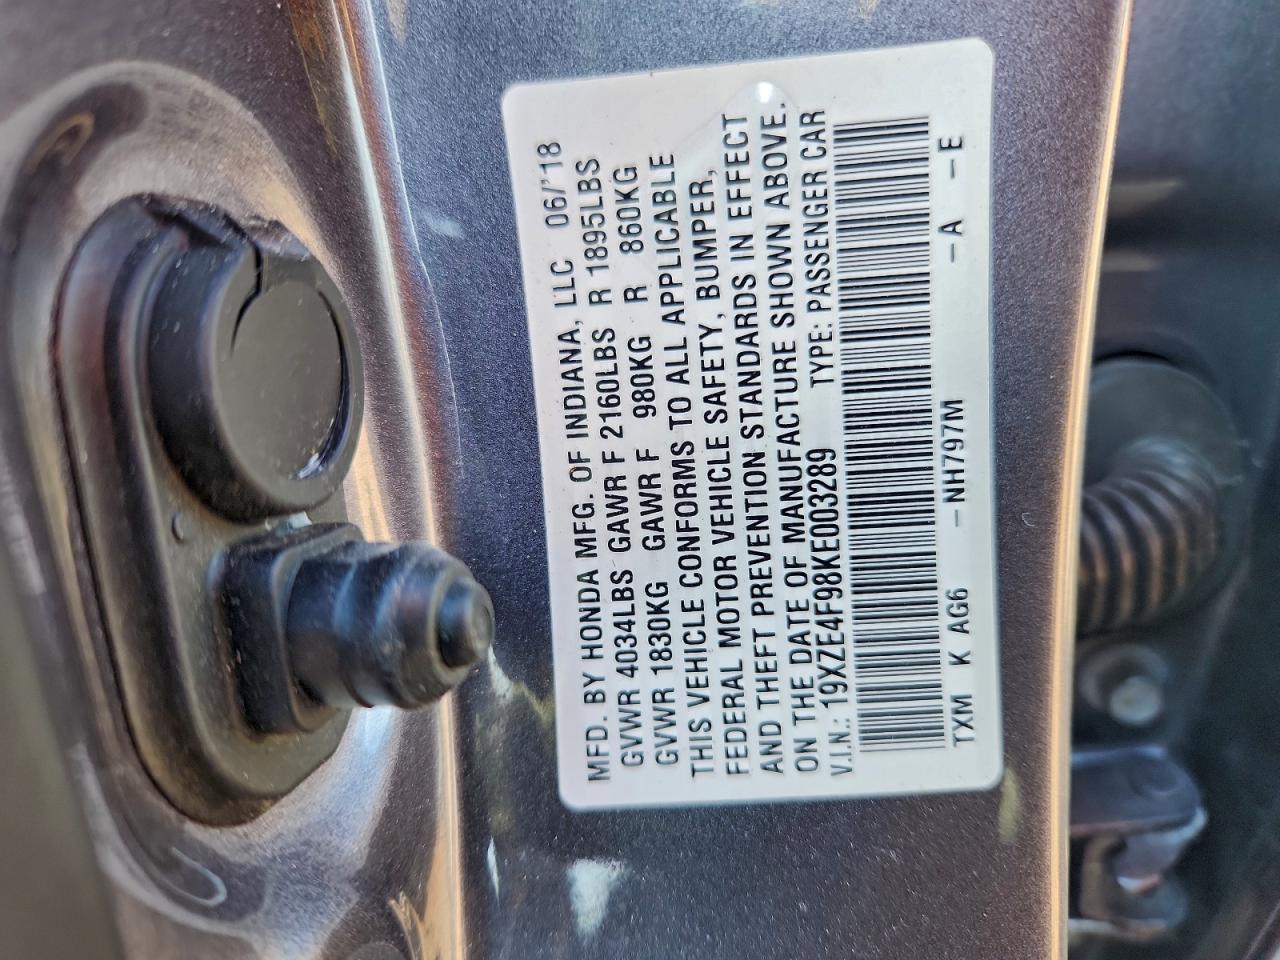 MFD. BY HONDA MFG. OF INDIANA, LLC 06/'18
GVWR 4034LBS GAWR F 2160LBS R 1895LBS
GVWR 1830KG GAWR F 980KG R 860KG
THIS VEHICLE CONFORMS TO ALL APPLICABLE
FEDERAL MOTOR VEHICLE SAFETY, BUMPER,
AND THEFT PREVENTION STANDARDS IN EFFECT
ON THE DATE OF MANUFACTURE SHOWN ABOVE.
V.I.N.: 19XZE4F98KE003289 TYPE: PASSENGER CAR
TXM K AG6 –NH797M –A –E